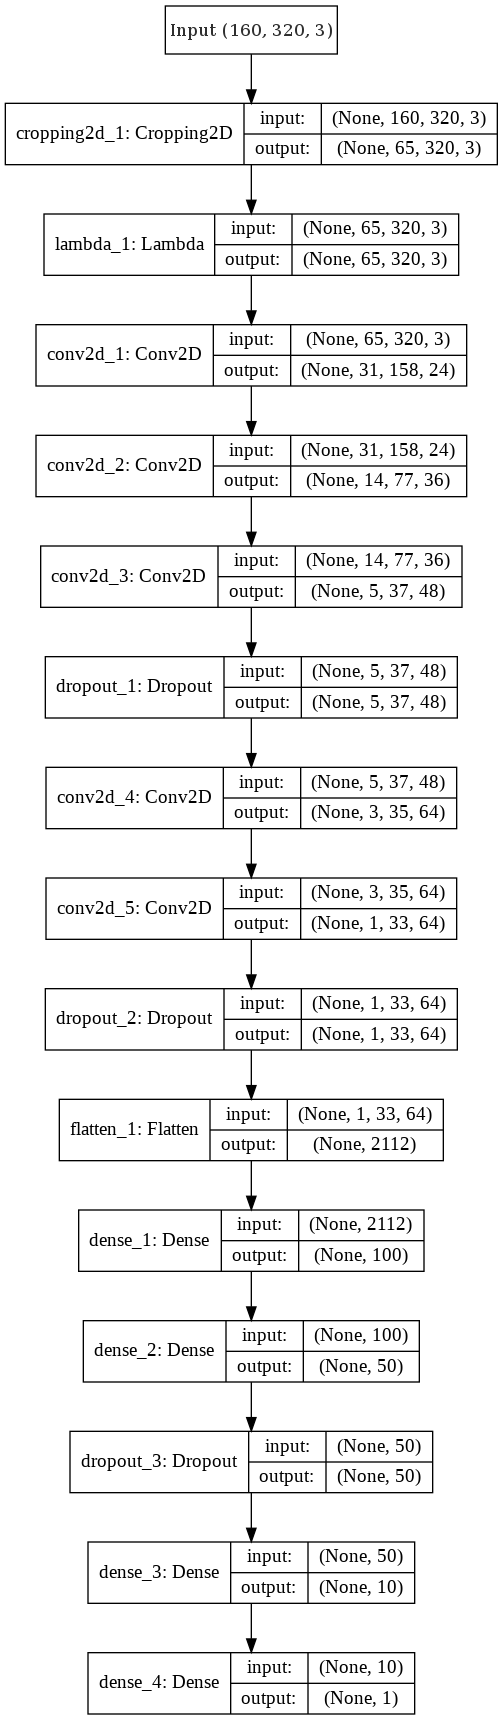 Input (160, 320, 3)
cropping2d_1: Cropping2D
input: (None, 160, 320, 3)
output: (None, 65, 320, 3)
lambda_1: Lambda
input: (None, 65, 320, 3)
output: (None, 65, 320, 3)
conv2d_1: Conv2D
input: (None, 65, 320, 3)
output: (None, 31, 158, 24)
conv2d_2: Conv2D
input: (None, 31, 158, 24)
output: (None, 14, 77, 36)
conv2d_3: Conv2D
input: (None, 14, 77, 36)
output: (None, 5, 37, 48)
dropout_1: Dropout
input: (None, 5, 37, 48)
output: (None, 5, 37, 48)
conv2d_4: Conv2D
input: (None, 5, 37, 48)
output: (None, 3, 35, 64)
conv2d_5: Conv2D
input: (None, 3, 35, 64)
output: (None, 1, 33, 64)
dropout_2: Dropout
input: (None, 1, 33, 64)
output: (None, 1, 33, 64)
flatten_1: Flatten
input: (None, 1, 33, 64)
output: (None, 2112)
dense_1: Dense
input: (None, 2112)
output: (None, 100)
dense_2: Dense
input: (None, 100)
output: (None, 50)
dropout_3: Dropout
input: (None, 50)
output: (None, 50)
dense_3: Dense
input: (None, 50)
output: (None, 10)
dense_4: Dense
input: (None, 10)
output: (None, 1)